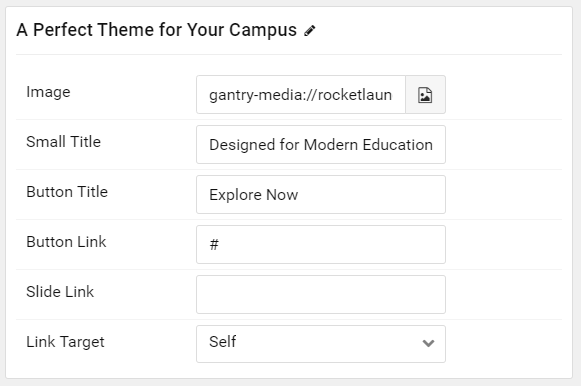 A Perfect Theme for Your Campus
Image
gantry-media://rocketlaun
Small Title
Designed for Modern Education
Button Title
Explore Now
Button Link
#
Slide Link
Link Target
Self